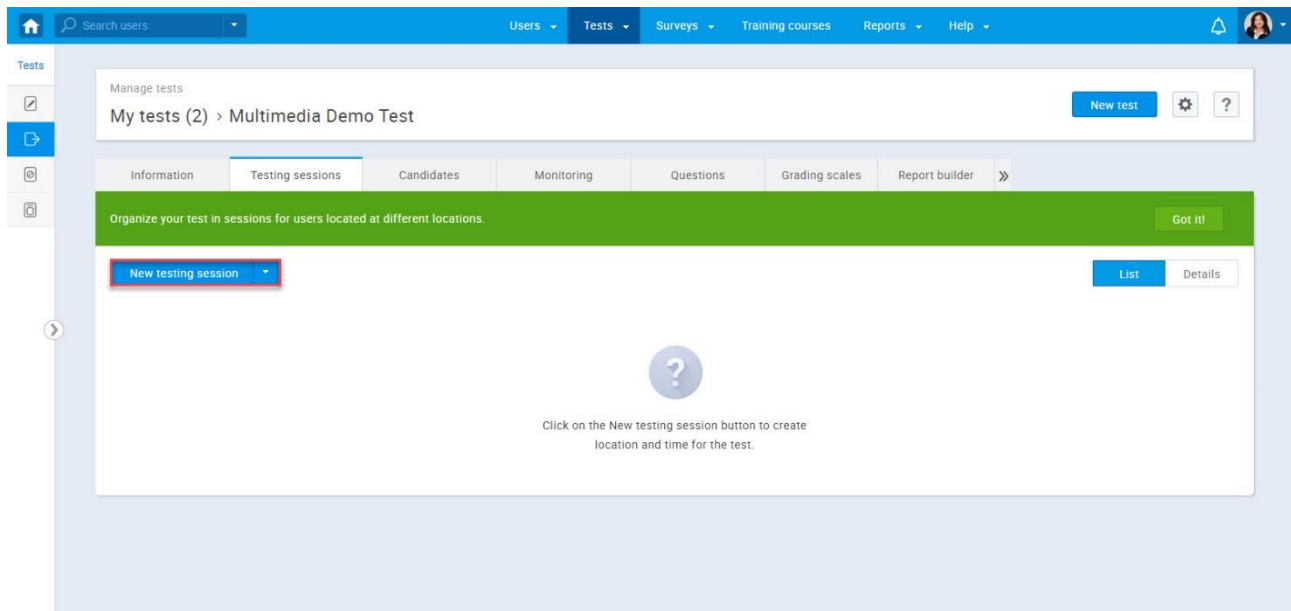 Search users
Users Tests Surveys Training courses Reports Help
Tests
Manage tests
My tests (2) › Multimedia Demo Test
New test
?
Information Testing sessions Candidates Monitoring Questions Grading scales Report builder »
Organize your test in sessions for users located at different locations.
Got it!
New testing session
List Details
?
Click on the New testing session button to create
location and time for the test.